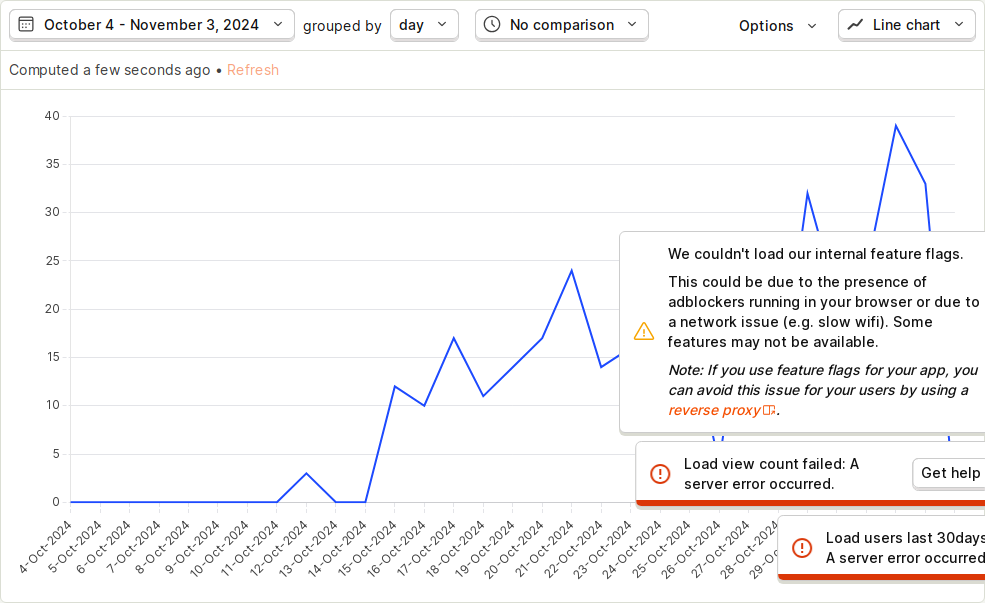 October 4 - November 3, 2024 grouped by day No comparison Options Line chart
Computed a few seconds ago • Refresh
40
35
30
25
20
15
10
5
0
We couldn't load our internal feature flags.
This could be due to the presence of
adblockers running in your browser or due to
a network issue (e.g. slow wifi). Some
features may not be available.
Note: If you use feature flags for your app, you
can avoid this issue for your users by using a
reverse proxy.
Load view count failed: A
server error occurred.
Get help
Load users last 30days
A server error occurred
4-Oct-2024
5-Oct-2024
6-Oct-2024
7-Oct-2024
8-Oct-2024
9-Oct-2024
10-Oct-2024
11-Oct-2024
12-Oct-2024
13-Oct-2024
14-Oct-2024
15-Oct-2024
16-Oct-2024
17-Oct-2024
18-Oct-2024
19-Oct-2024
20-Oct-2024
21-Oct-2024
22-Oct-2024
23-Oct-2024
24-Oct-2024
25-Oct-2024
26-Oct-2024
27-Oct-2024
28-Oct-2024
29-Oc